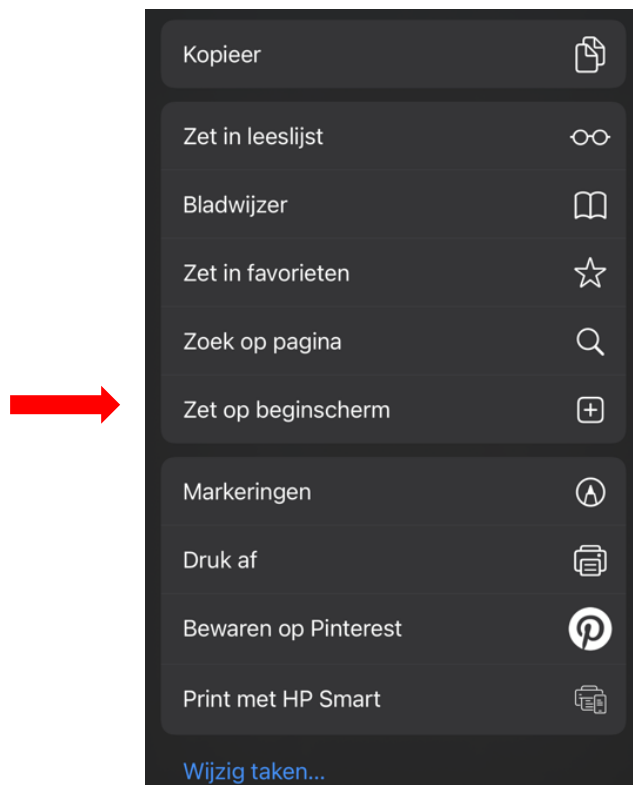 Kopieer
Zet in leeslijst
Bladwijzer
Zet in favorieten
Zoek op pagina
Zet op beginscherm
Markeringen
Druk af
Bewaren op Pinterest
Print met HP Smart
Wijzig taken...